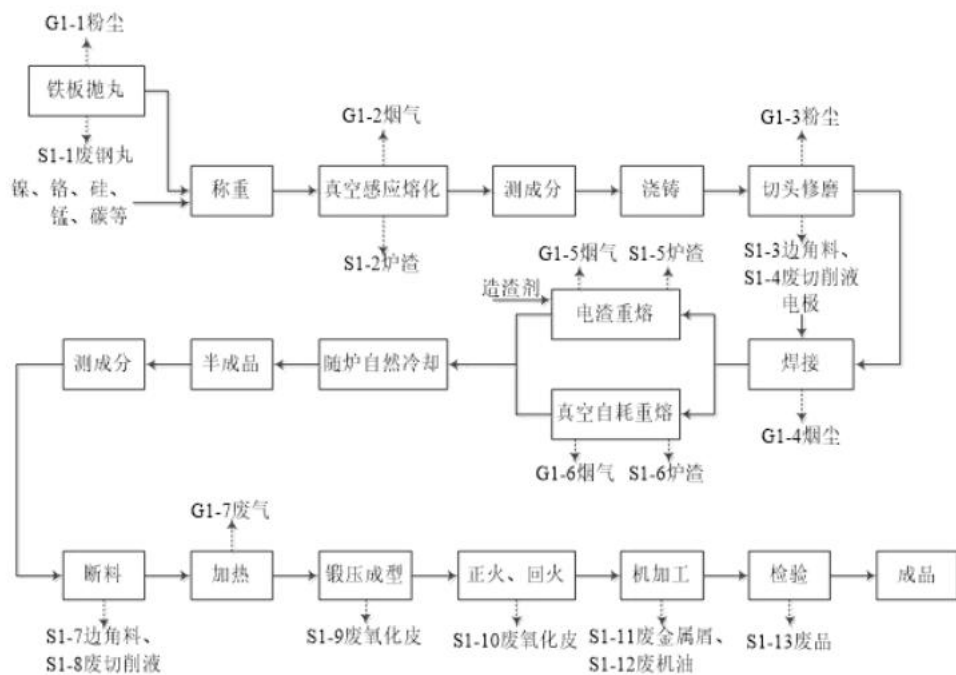 G1-1粉尘
铁板抛丸
S1-1废钢丸
镍、铬、硅、
锰、碳等
称重
G1-2烟气
真空感应熔化
S1-2炉渣
测成分
浇铸
G1-3粉尘
切头修磨
S1-3边角料、
S1-4废切削液
电极
焊接
G1-4烟尘
G1-5烟气
S1-5炉渣
造渣剂
电渣重熔
真空自耗重熔
G1-6烟气
S1-6炉渣
随炉自然冷却
半成品
测成分
断料
S1-7边角料、
S1-8废切削液
G1-7废气
加热
锻压成型
S1-9废氧化皮
正火、回火
S1-10废氧化皮
机加工
S1-11废金属屑、
S1-12废机油
检验
S1-13废品
成品